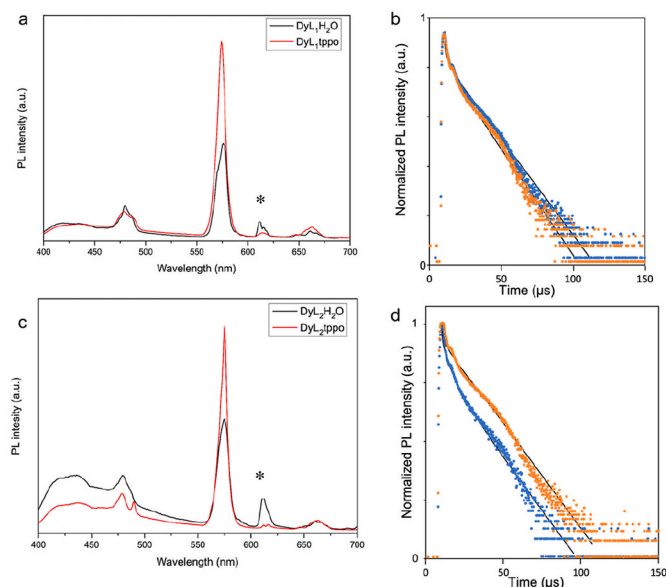 a
DyL₁H₂O
DyL₁tppo
PL intensity (a.u.)
*
400 450 500 550 600 650 700
Wavelength (nm)
b
1
Normalized PL intensity (a.u.)
0
0 50 100 150
Time (µs)
c
DyL₂H₂O
DyL₂tppo
PL intesity (a.u.)
*
400 450 500 550 600 650 700
Wavelength (nm)
d
1
Normalized PL intensity (a.u.)
0
0 50 100 150
Time (µs)